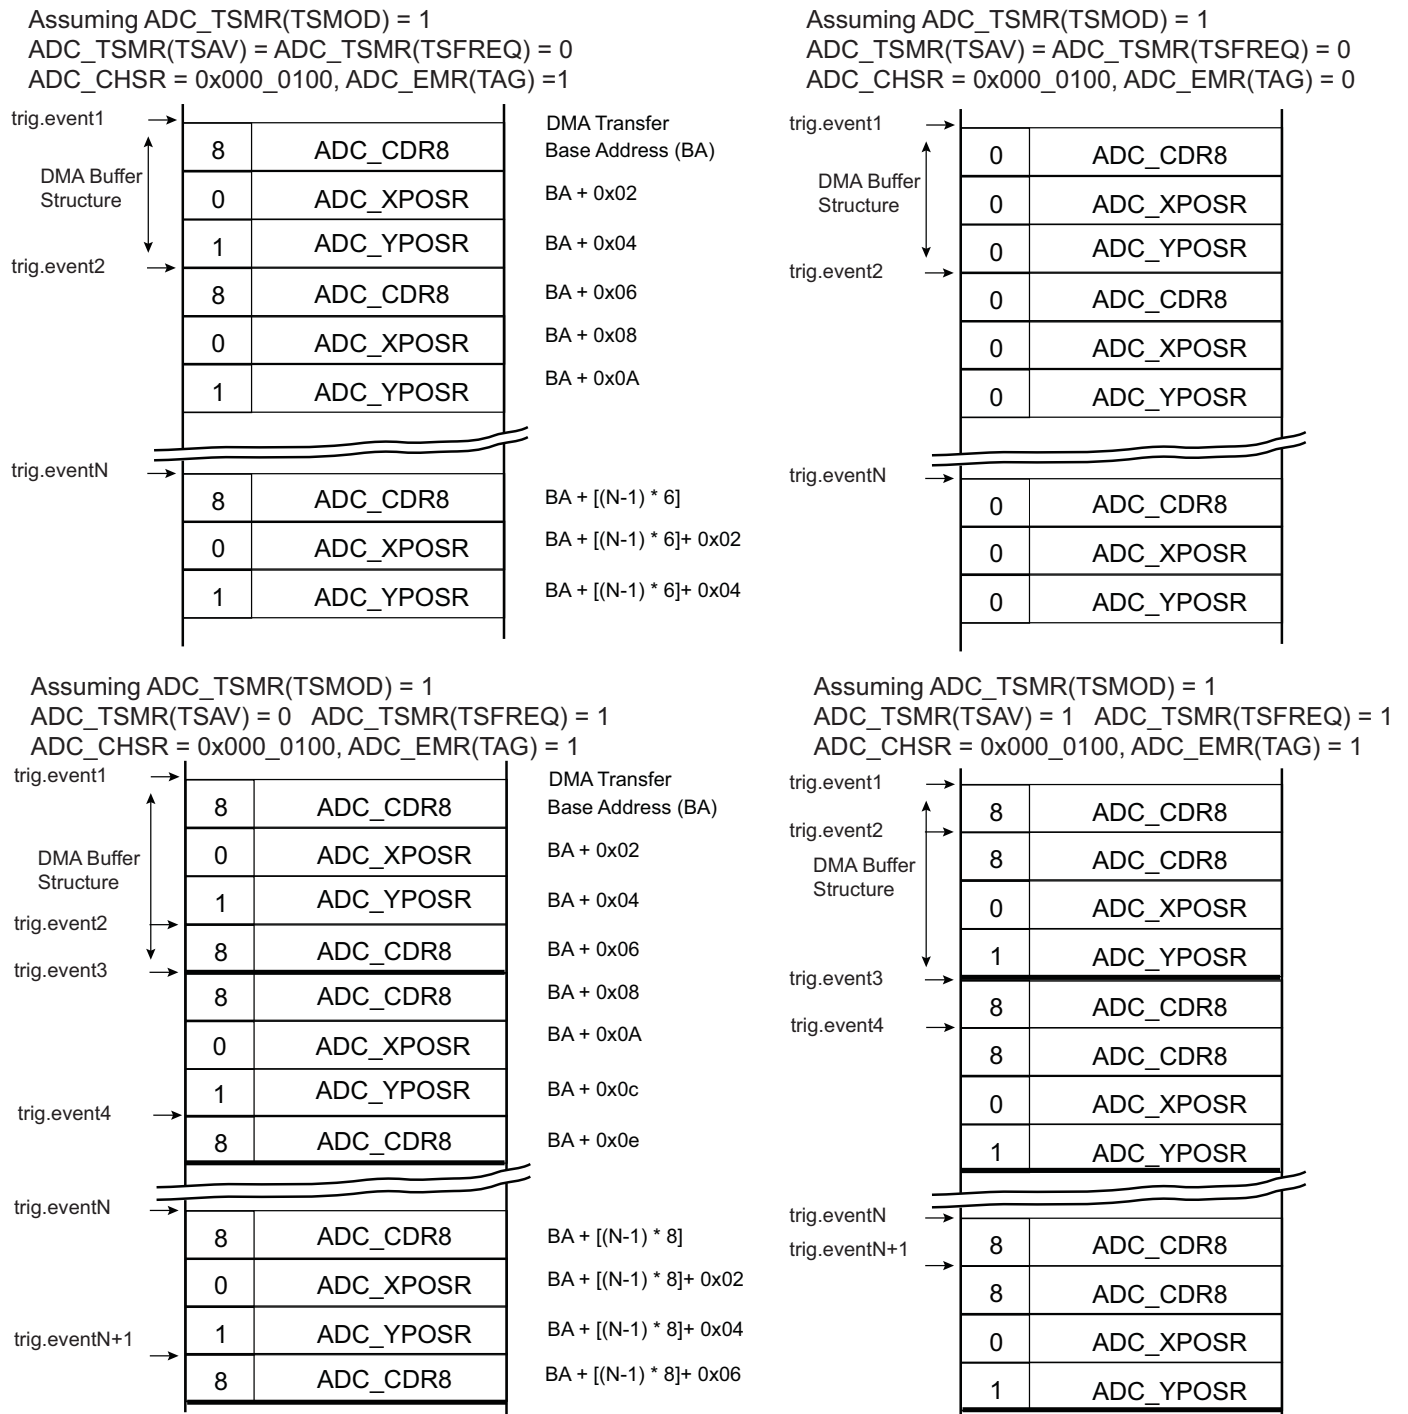 Assuming ADC_TSMR(TSMOD) = 1
ADC_TSMR(TSAV) = ADC_TSMR(TSFREQ) = 0
ADC_CHSR = 0x000_0100, ADC_EMR(TAG) =1
trig.event1
DMA Transfer
8 ADC_CDR8 Base Address (BA)
DMA Buffer
Structure
0 ADC_XPOSR BA + 0x02
1 ADC_YPOSR BA + 0x04
trig.event2
8 ADC_CDR8 BA + 0x06
0 ADC_XPOSR BA + 0x08
1 ADC_YPOSR BA + 0x0A
trig.eventN
8 ADC_CDR8 BA + [(N-1) * 6]
0 ADC_XPOSR BA + [(N-1) * 6]+ 0x02
1 ADC_YPOSR BA + [(N-1) * 6]+ 0x04
Assuming ADC_TSMR(TSMOD) = 1
ADC_TSMR(TSAV) = ADC_TSMR(TSFREQ) = 0
ADC_CHSR = 0x000_0100, ADC_EMR(TAG) = 0
trig.event1
0 ADC_CDR8
DMA Buffer
Structure
0 ADC_XPOSR
0 ADC_YPOSR
trig.event2
0 ADC_CDR8
0 ADC_XPOSR
0 ADC_YPOSR
trig.eventN
0 ADC_CDR8
0 ADC_XPOSR
0 ADC_YPOSR
Assuming ADC_TSMR(TSMOD) = 1
ADC_TSMR(TSAV) = 0 ADC_TSMR(TSFREQ) = 1
ADC_CHSR = 0x000_0100, ADC_EMR(TAG) = 1
trig.event1
DMA Transfer
8 ADC_CDR8 Base Address (BA)
DMA Buffer
Structure
0 ADC_XPOSR BA + 0x02
1 ADC_YPOSR BA + 0x04
trig.event2
8 ADC_CDR8 BA + 0x06
trig.event3
8 ADC_CDR8 BA + 0x08
0 ADC_XPOSR BA + 0x0A
1 ADC_YPOSR BA + 0x0c
trig.event4
8 ADC_CDR8 BA + 0x0e
trig.eventN
8 ADC_CDR8 BA + [(N-1) * 8]
0 ADC_XPOSR BA + [(N-1) * 8]+ 0x02
1 ADC_YPOSR BA + [(N-1) * 8]+ 0x04
trig.eventN+1
8 ADC_CDR8 BA + [(N-1) * 8]+ 0x06
Assuming ADC_TSMR(TSMOD) = 1
ADC_TSMR(TSAV) = 1 ADC_TSMR(TSFREQ) = 1
ADC_CHSR = 0x000_0100, ADC_EMR(TAG) = 1
trig.event1
8 ADC_CDR8
trig.event2
DMA Buffer
Structure
8 ADC_CDR8
0 ADC_XPOSR
1 ADC_YPOSR
trig.event3
8 ADC_CDR8
trig.event4
8 ADC_CDR8
0 ADC_XPOSR
1 ADC_YPOSR
trig.eventN
8 ADC_CDR8
trig.eventN+1
8 ADC_CDR8
0 ADC_XPOSR
1 ADC_YPOSR